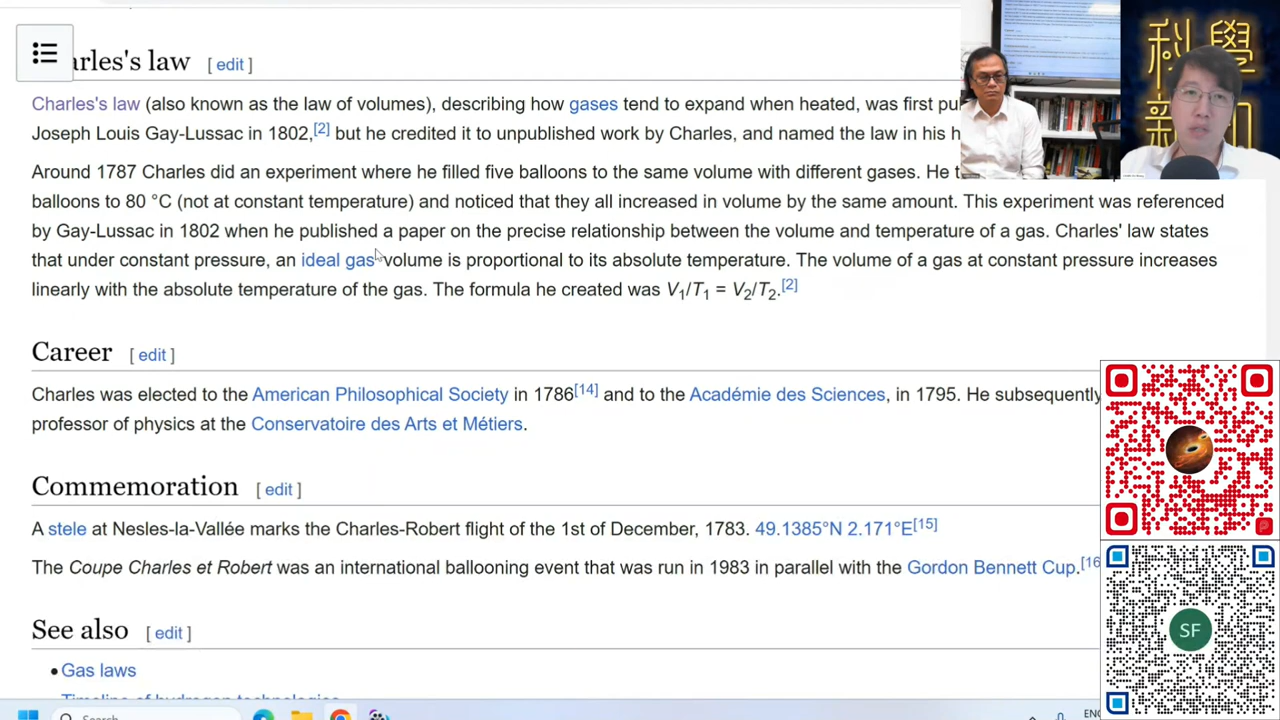 arles's law [ edit ]
Charles's law (also known as the law of volumes), describing how gases tend to expand when heated, was first pu
Joseph Louis Gay-Lussac in 1802,[2] but he credited it to unpublished work by Charles, and named the law in his h
Around 1787 Charles did an experiment where he filled five balloons to the same volume with different gases. He t
balloons to 80 °C (not at constant temperature) and noticed that they all increased in volume by the same amount. This experiment was referenced
by Gay-Lussac in 1802 when he published a paper on the precise relationship between the volume and temperature of a gas. Charles' law states
that under constant pressure, an ideal gas volume is proportional to its absolute temperature. The volume of a gas at constant pressure increases
linearly with the absolute temperature of the gas. The formula he created was V1/T1 = V2/T2.[2]
Career [ edit ]
Charles was elected to the American Philosophical Society in 1786[14] and to the Académie des Sciences, in 1795. He subsequently
professor of physics at the Conservatoire des Arts et Métiers.
Commemoration [ edit ]
A stele at Nesles-la-Vallée marks the Charles-Robert flight of the 1st of December, 1783. 49.1385°N 2.171°E[15]
The Coupe Charles et Robert was an international ballooning event that was run in 1983 in parallel with the Gordon Bennett Cup.[16
See also [ edit ]
• Gas laws
Timeline of hydrogen technologies
Search
ENG
科學
新知
SF